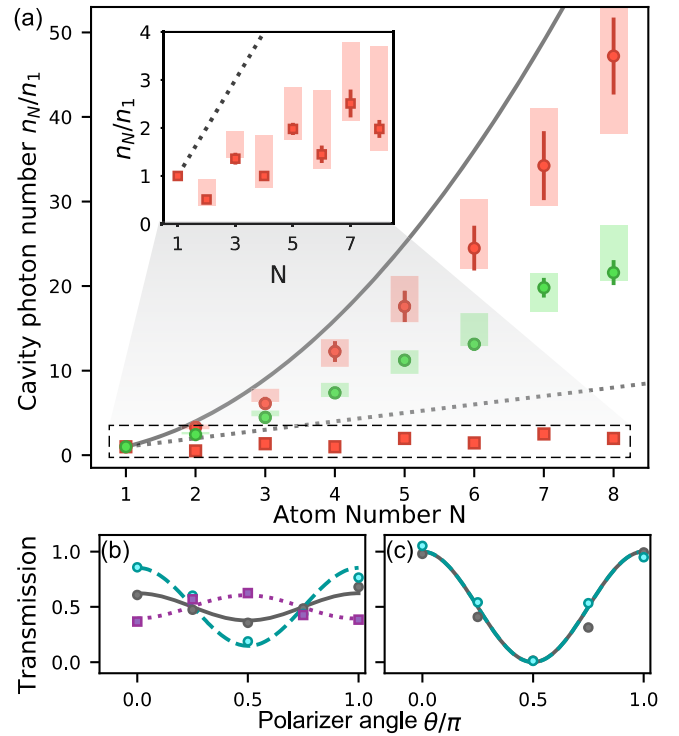 (a)
Cavity photon number n_N/n_1
50
40
30
20
10
0
1 2 3 4 5 6 7 8
Atom Number N
n_N/n_1
4
3
2
1
0
1 3 5 7
N
(b)
Transmission
1.0
0.5
0.0
0.0 0.5 1.0
(c)
0.0 0.5 1.0
Polarizer angle θ/π